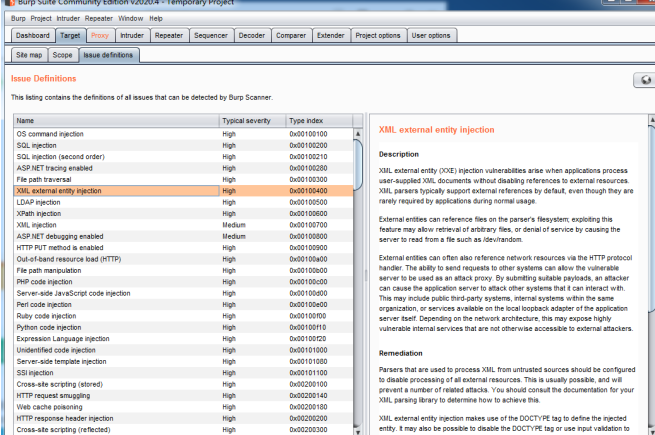 Burp Suite Community Edition v2020.4 - Temporary Project
Burp Project Intruder Repeater Window Help
Dashboard Target Proxy Intruder Repeater Sequencer Decoder Comparer Extender Project options User options
Site map Scope Issue definitions
Issue Definitions
This listing contains the definitions of all issues that can be detected by Burp Scanner.
Name Typical severity Type index
OS command injection High 0x00100100
SQL injection High 0x00100200
SQL injection (second order) High 0x00100210
ASP.NET tracing enabled High 0x00100280
File path traversal High 0x00100300
XML external entity injection High 0x00100400
LDAP injection High 0x00100500
XPath injection High 0x00100600
XML injection Medium 0x00100700
ASP.NET debugging enabled Medium 0x00100800
HTTP PUT method is enabled High 0x00100900
Out-of-band resource load (HTTP) High 0x00100a00
File path manipulation High 0x00100b00
PHP code injection High 0x00100c00
Server-side JavaScript code injection High 0x00100d00
Perl code injection High 0x00100e00
Ruby code injection High 0x00100f00
Python code injection High 0x00100f10
Expression Language injection High 0x00100f20
Unidentified code injection High 0x00101000
Server-side template injection High 0x00101080
SSI injection High 0x00101100
Cross-site scripting (stored) High 0x00200100
HTTP request smuggling High 0x00200140
Web cache poisoning High 0x00200180
HTTP response header injection High 0x00200200
Cross-site scripting (reflected) High 0x00200300
XML external entity injection
Description
XML external entity (XXE) injection vulnerabilities arise when applications process
user-supplied XML documents without disabling references to external resources.
XML parsers typically support external references by default, even though they are
rarely required by applications during normal usage.
External entities can reference files on the parser's filesystem; exploiting this
feature may allow retrieval of arbitrary files, or denial of service by causing the
server to read from a file such as /dev/random.
External entities can often also reference network resources via the HTTP protocol
handler. The ability to send requests to other systems can allow the vulnerable
server to be used as an attack proxy. By submitting suitable payloads, an attacker
can cause the application server to attack other systems that it can interact with.
This may include public third-party systems, internal systems within the same
organization, or services available on the local loopback adapter of the application
server itself. Depending on the network architecture, this may expose highly
vulnerable internal services that are not otherwise accessible to external attackers.
Remediation
Parsers that are used to process XML from untrusted sources should be configured
to disable processing of all external resources. This is usually possible, and will
prevent a number of related attacks. You should consult the documentation for your
XML parsing library to determine how to achieve this.
XML external entity injection makes use of the DOCTYPE tag to define the injected
entity. It may also be possible to disable the DOCTYPE tag or use input validation to